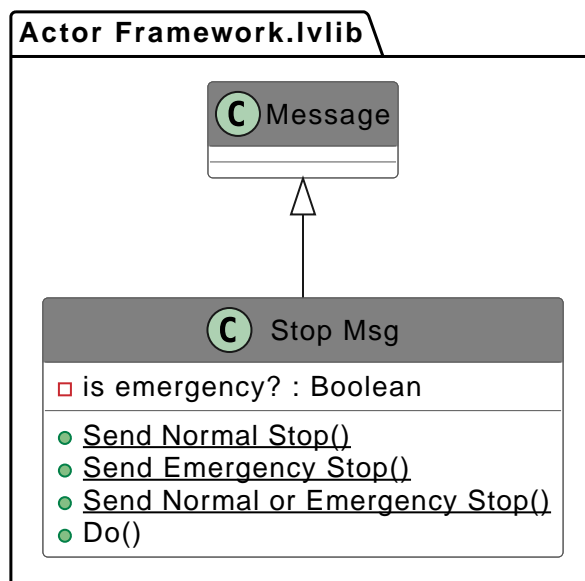 Actor Framework.lvlib
C Message
C Stop Msg
is emergency? : Boolean
Send Normal Stop()
Send Emergency Stop()
Send Normal or Emergency Stop()
Do()